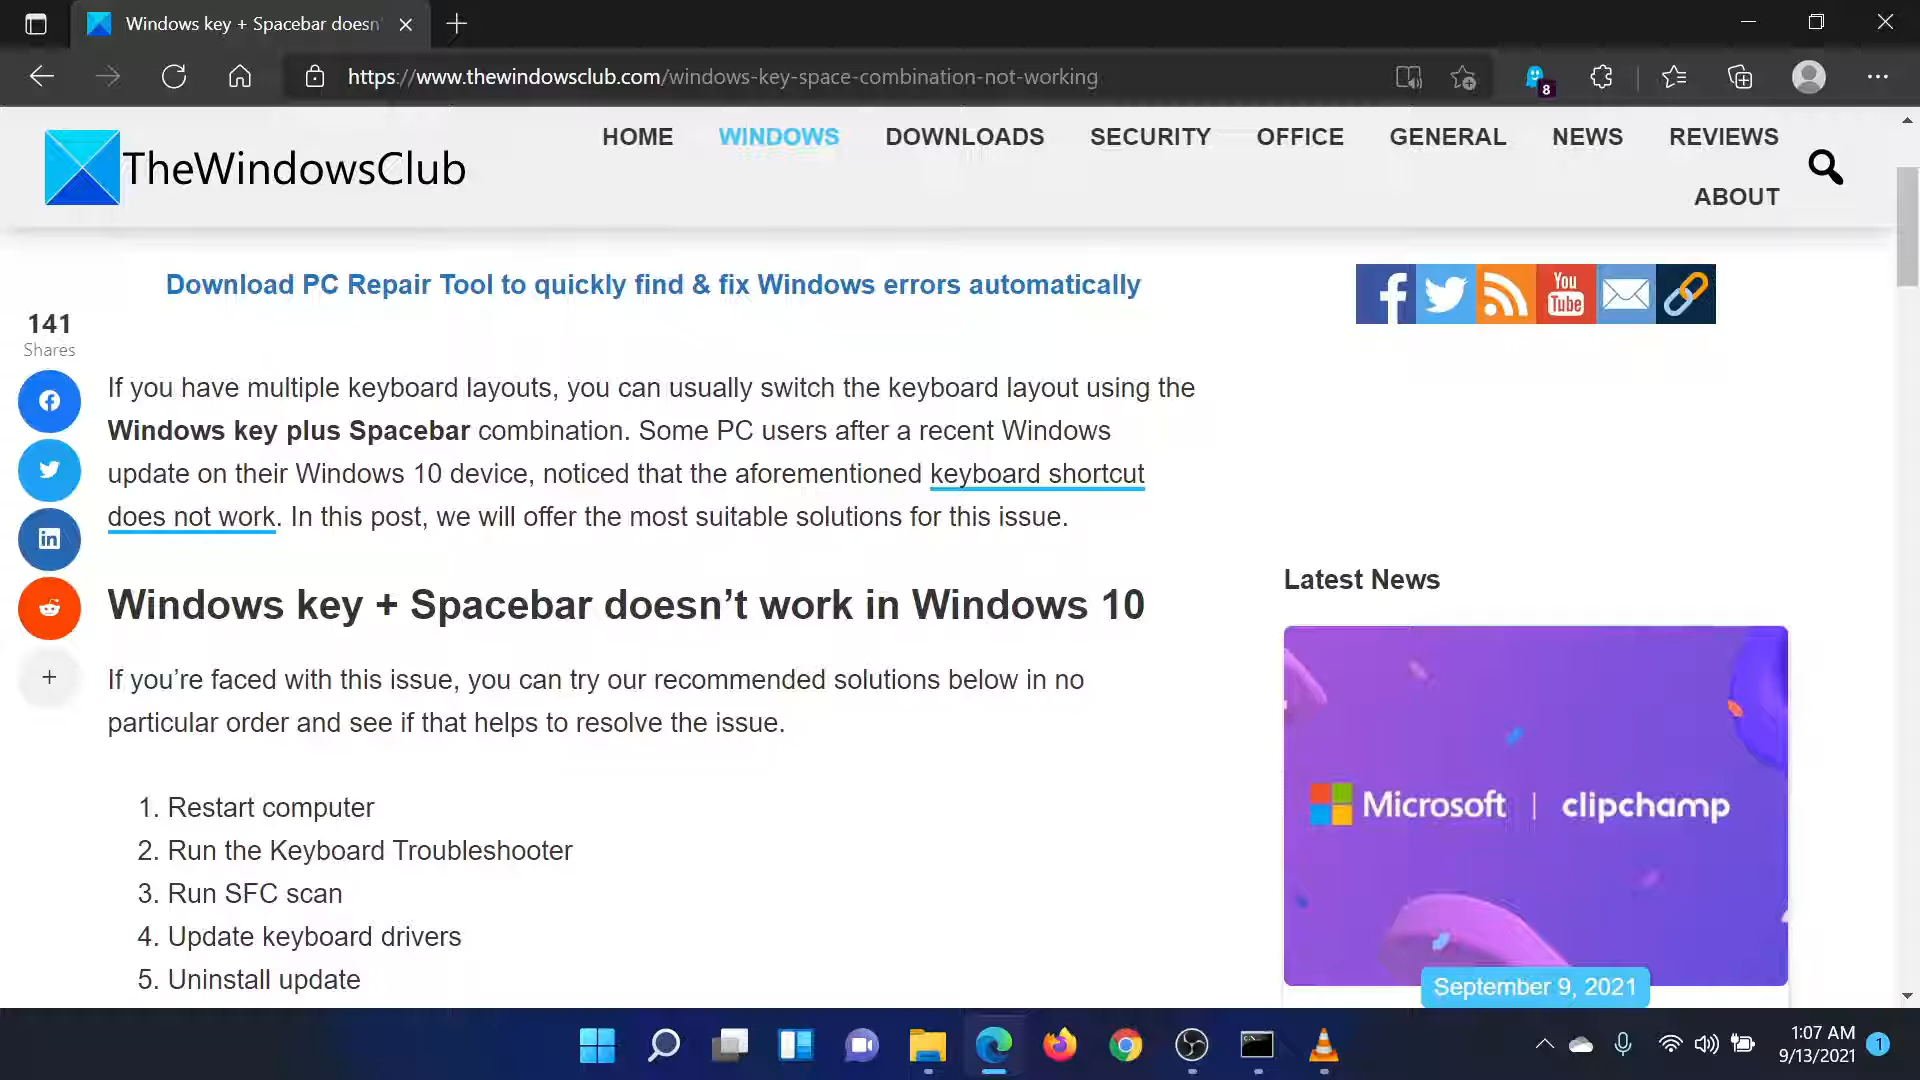 Windows key + Spacebar doesn'
https://www.thewindowsclub.com/windows-key-space-combination-not-working
8
TheWindowsClub
HOME
WINDOWS
DOWNLOADS
SECURITY
OFFICE
GENERAL
NEWS
REVIEWS
ABOUT
Download PC Repair Tool to quickly find & fix Windows errors automatically
You
Tube
141
Shares
If you have multiple keyboard layouts, you can usually switch the keyboard layout using the
Windows key plus Spacebar combination. Some PC users after a recent Windows
update on their Windows 10 device, noticed that the aforementioned keyboard shortcut
does not work. In this post, we will offer the most suitable solutions for this issue.
Windows key + Spacebar doesn’t work in Windows 10
If you’re faced with this issue, you can try our recommended solutions below in no
particular order and see if that helps to resolve the issue.
1. Restart computer
2. Run the Keyboard Troubleshooter
3. Run SFC scan
4. Update keyboard drivers
5. Uninstall update
Latest News
Microsoft | clipchamp
September 9, 2021
1:07 AM
9/13/2021
1